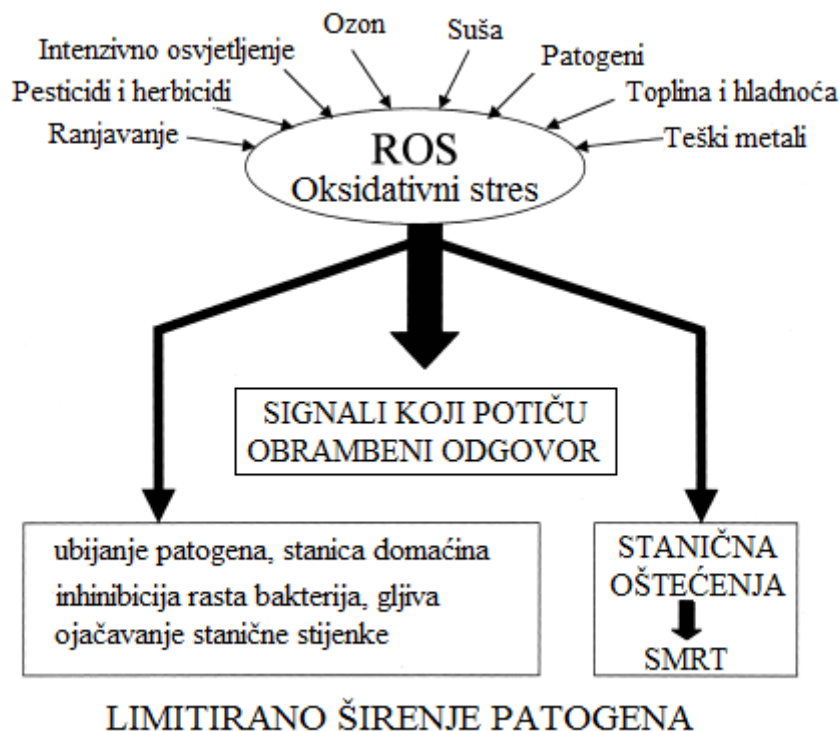 Ozon
Suša
Intenzivno osvjetljenje
Patogeni
Pesticidi i herbicidi
Toplina i hladnoća
Ranjavanje
Teški metali
ROS
Oksidativni stres
SIGNALI KOJI POTIČU
OBRAMBENI ODGOVOR
ubijanje patogena, stanica domaćina
inhinibicija rasta bakterija, gljiva
ojačavanje stanične stijenke
STANIČNA
OŠTEĆENJA
SMRT
LIMITIRANO ŠIRENJE PATOGENA